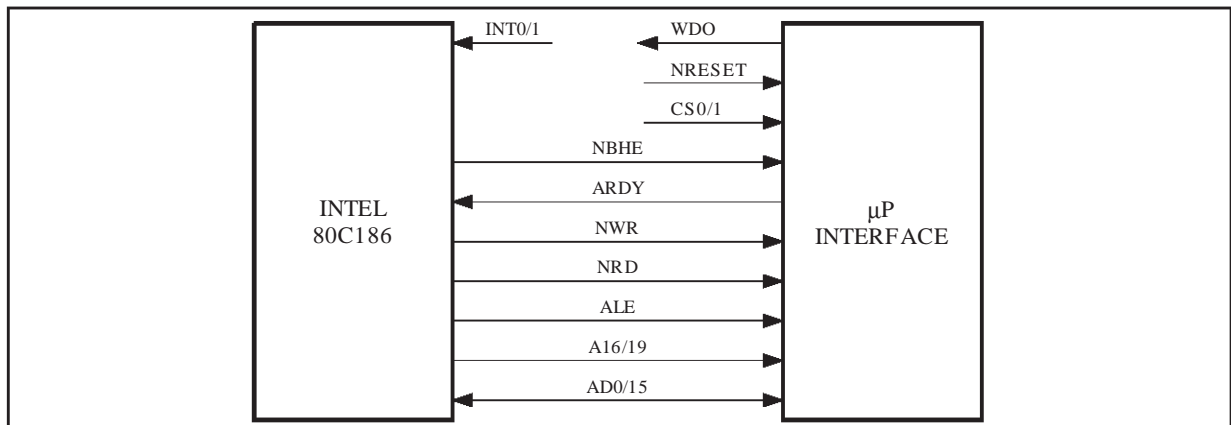 INT0/1
WDO
NRESET
CS0/1
NBHE
ARDY
INTEL
80C186
µP
INTERFACE
NWR
NRD
ALE
A16/19
AD0/15